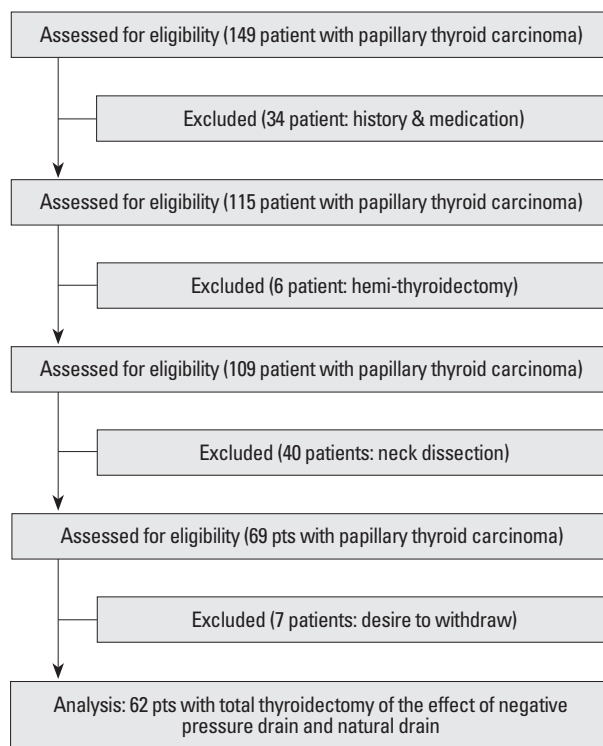 Assessed for eligibility (149 patient with papillary thyroid carcinoma)
Excluded (34 patient: history & medication)
Assessed for eligibility (115 patient with papillary thyroid carcinoma)
Excluded (6 patient: hemi-thyroidectomy)
Assessed for eligibility (109 patient with papillary thyroid carcinoma)
Excluded (40 patients: neck dissection)
Assessed for eligibility (69 pts with papillary thyroid carcinoma)
Excluded (7 patients: desire to withdraw)
Analysis: 62 pts with total thyroidectomy of the effect of negative
pressure drain and natural drain